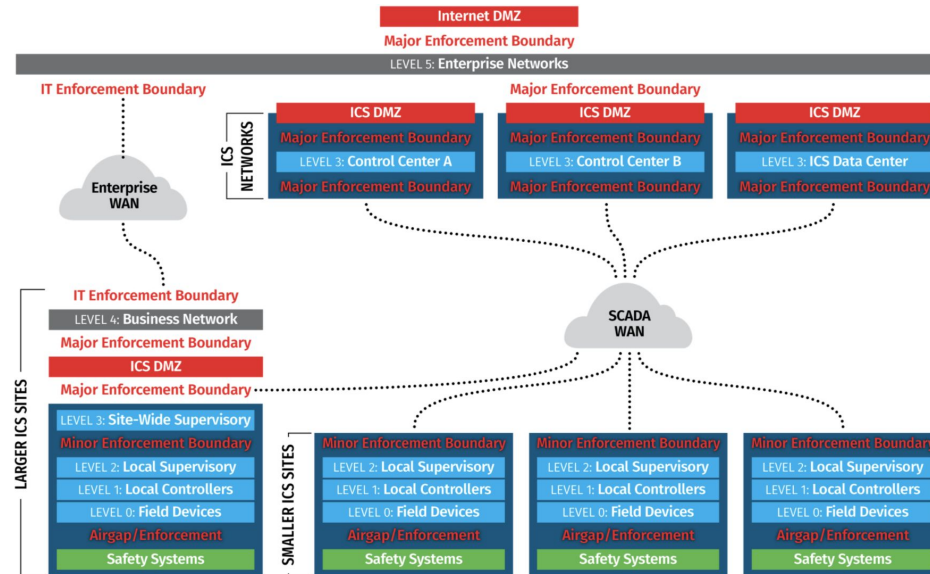 Internet DMZ
Major Enforcement Boundary
LEVEL 5: Enterprise Networks
IT Enforcement Boundary
Major Enforcement Boundary
ICS NETWORKS
ICS DMZ
Major Enforcement Boundary
LEVEL 3: Control Center A
Major Enforcement Boundary
ICS DMZ
Major Enforcement Boundary
LEVEL 3: Control Center B
Major Enforcement Boundary
ICS DMZ
Major Enforcement Boundary
LEVEL 3: ICS Data Center
Major Enforcement Boundary
Enterprise
WAN
SCADA
WAN
LARGER ICS SITES
IT Enforcement Boundary
LEVEL 4: Business Network
Major Enforcement Boundary
ICS DMZ
Major Enforcement Boundary
LEVEL 3: Site-Wide Supervisory
Minor Enforcement Boundary
LEVEL 2: Local Supervisory
LEVEL 1: Local Controllers
LEVEL 0: Field Devices
Airgap/Enforcement
Safety Systems
SMALLER ICS SITES
Minor Enforcement Boundary
LEVEL 2: Local Supervisory
LEVEL 1: Local Controllers
LEVEL 0: Field Devices
Airgap/Enforcement
Safety Systems
Minor Enforcement Boundary
LEVEL 2: Local Supervisory
LEVEL 1: Local Controllers
LEVEL 0: Field Devices
Airgap/Enforcement
Safety Systems
Minor Enforcement Boundary
LEVEL 2: Local Supervisory
LEVEL 1: Local Controllers
LEVEL 0: Field Devices
Airgap/Enforcement
Safety Systems